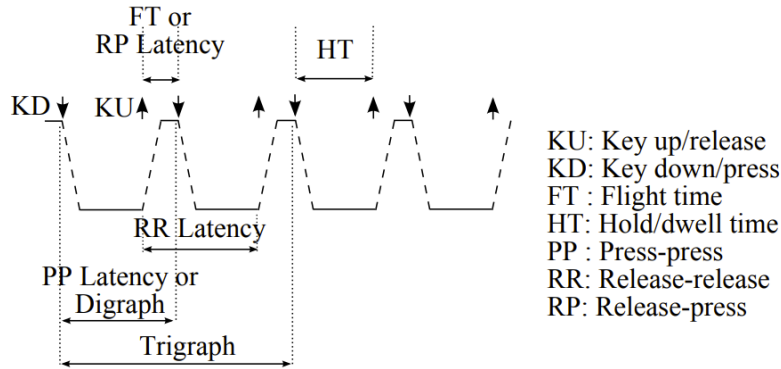 FT or
RP Latency
HT
KD
KU
RR Latency
PP Latency or
Digraph
Trigraph
KU: Key up/release
KD: Key down/press
FT : Flight time
HT: Hold/dwell time
PP : Press-press
RR: Release-release
RP: Release-press